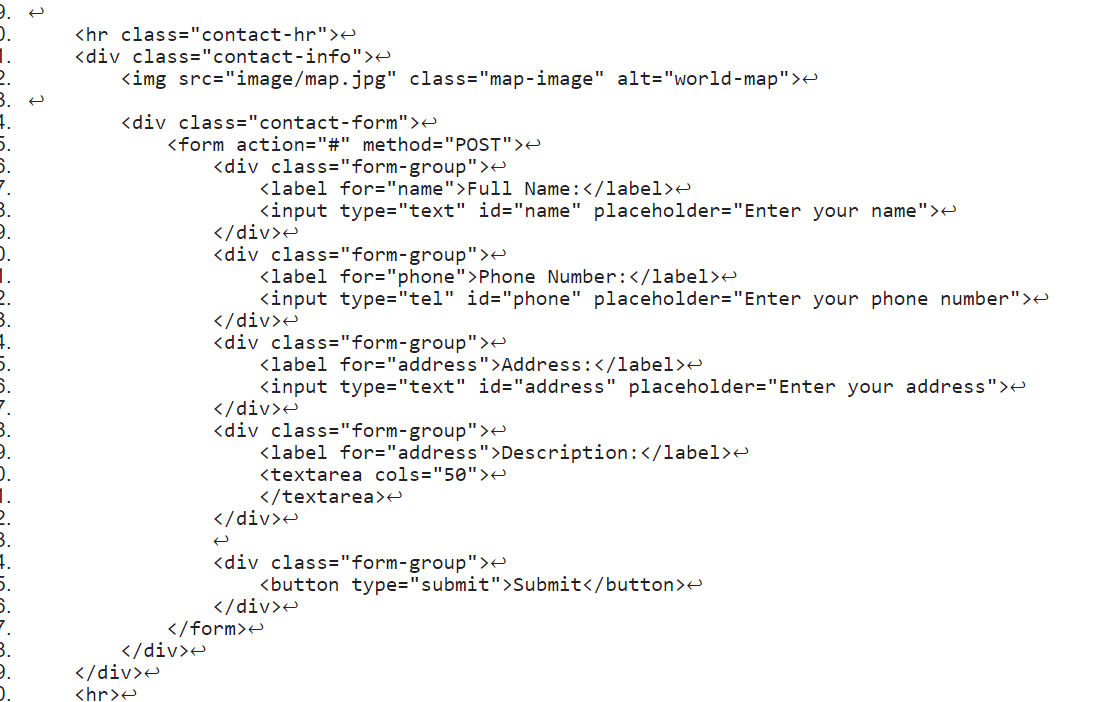 9. ↩
0. <hr class="contact-hr">↩
1. <div class="contact-info">↩
2. <img src="image/map.jpg" class="map-image" alt="world-map">↩
3. ↩
4. <div class="contact-form">↩
5. <form action="#" method="POST">↩
6. <div class="form-group">↩
7. <label for="name">Full Name:</label>↩
8. <input type="text" id="name" placeholder="Enter your name">↩
9. </div>↩
0. <div class="form-group">↩
1. <label for="phone">Phone Number:</label>↩
2. <input type="tel" id="phone" placeholder="Enter your phone number">↩
3. </div>↩
4. <div class="form-group">↩
5. <label for="address">Address:</label>↩
6. <input type="text" id="address" placeholder="Enter your address">↩
7. </div>↩
8. <div class="form-group">↩
9. <label for="address">Description:</label>↩
0. <textarea cols="50">↩
1. </textarea>↩
2. </div>↩
3. ↩
4. <div class="form-group">↩
5. <button type="submit">Submit</button>↩
6. </div>↩
7. </form>↩
8. </div>↩
9. </div>↩
0. <hr>↩